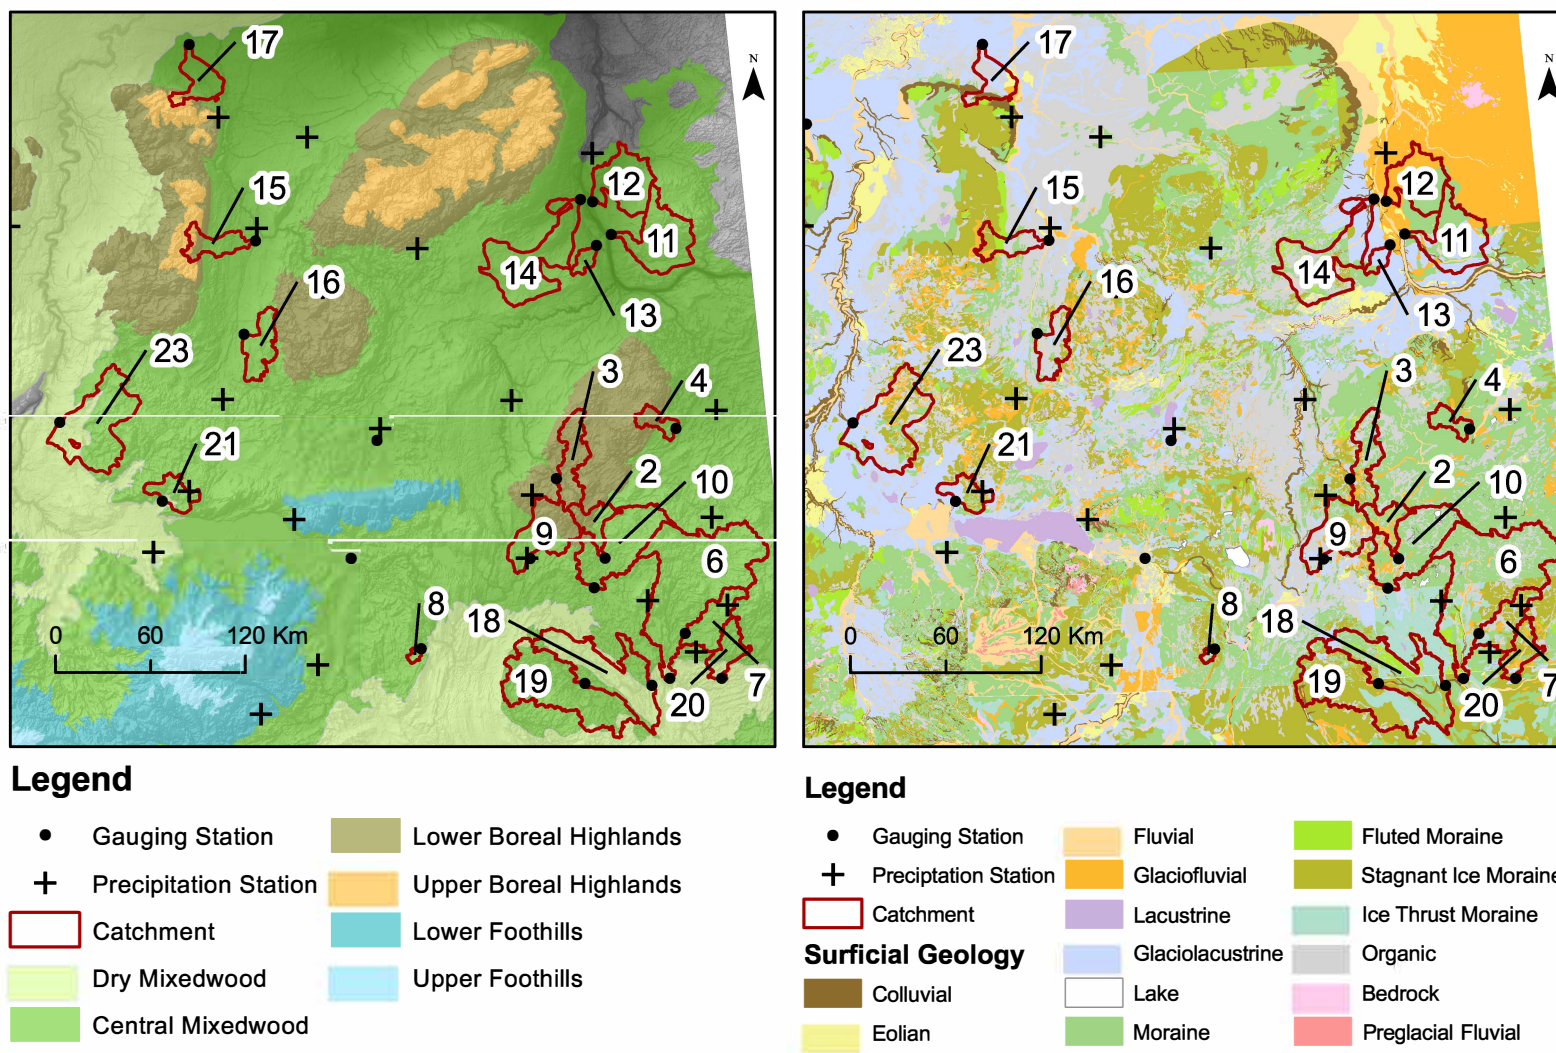 17
N
15
12
11
14
16
13
23
3
4
21
2
10
9
6
8
18
0 60 120 Km
19
20
7
Legend
Gauging Station
Precipitation Station
Catchment
Dry Mixedwood
Central Mixedwood
Lower Boreal Highlands
Upper Boreal Highlands
Lower Foothills
Upper Foothills
17
N
15
12
11
14
16
13
23
3
4
21
2
10
9
6
8
18
0 60 120 Km
19
20
7
Legend
Gauging Station
Preciptation Station
Catchment
Surficial Geology
Colluvial
Eolian
Fluvial
Glaciofluvial
Lacustrine
Glaciolacustrine
Lake
Moraine
Fluted Moraine
Stagnant Ice Moraine
Ice Thrust Moraine
Organic
Bedrock
Preglacial Fluvial